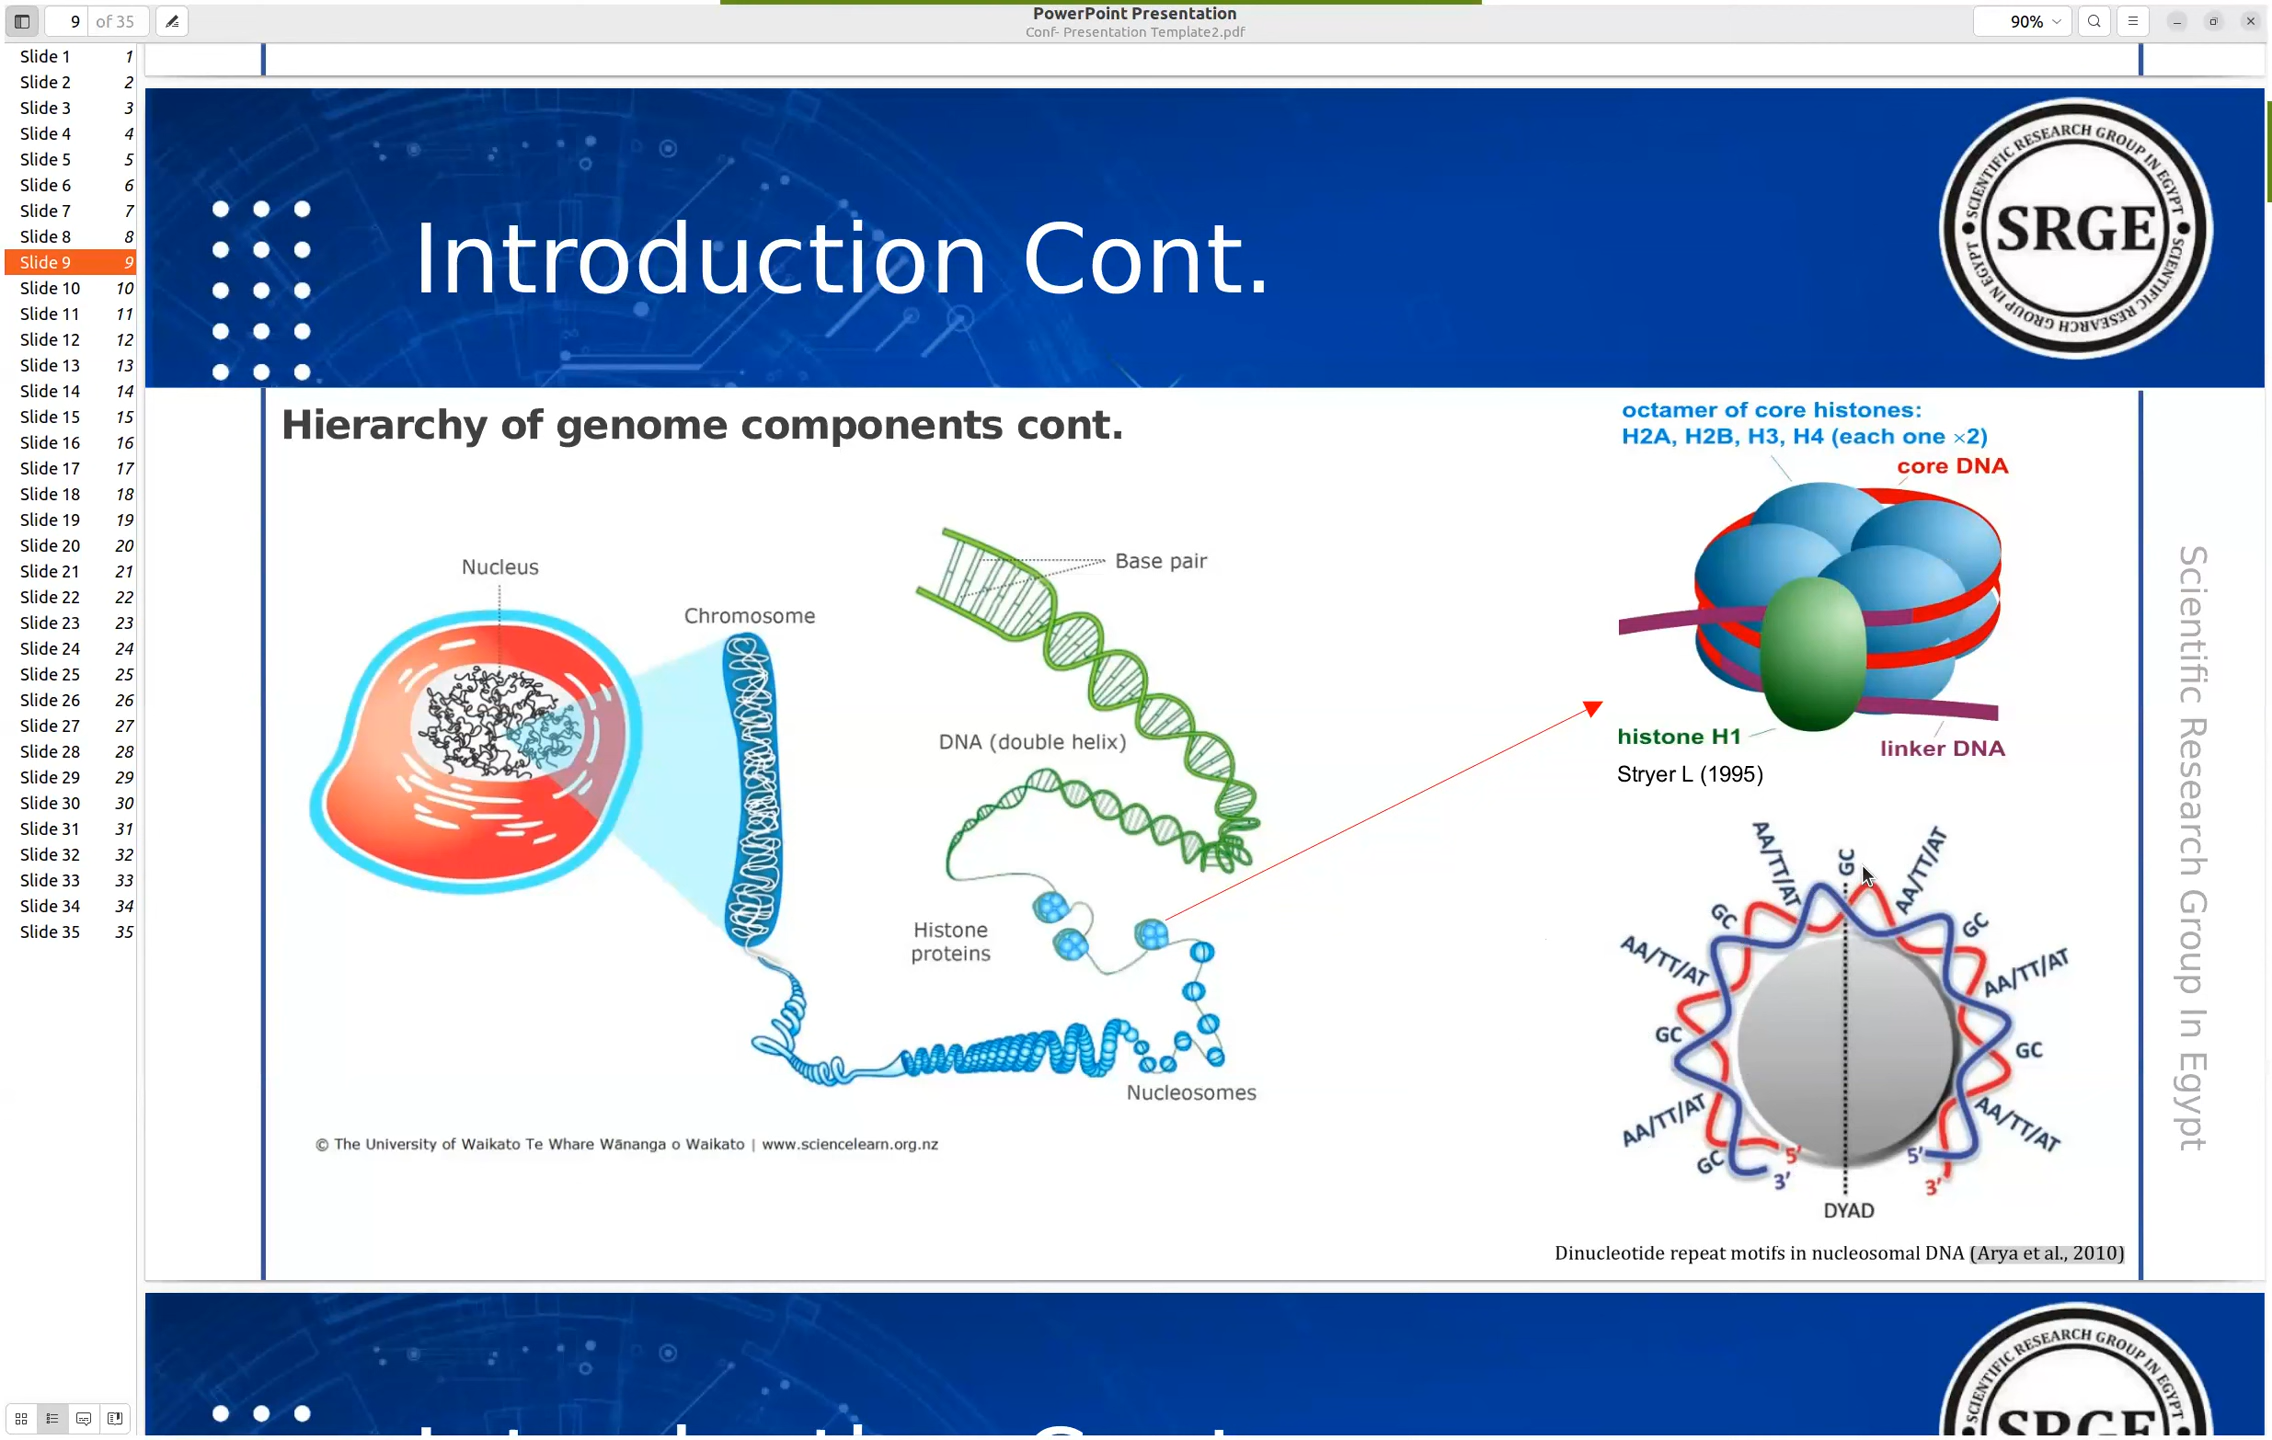 PowerPoint Presentation
Conf- Presentation Template2.pdf
9 of 35
90%
Slide 1 1
Slide 2 2
Slide 3 3
Slide 4 4
Slide 5 5
Slide 6 6
Slide 7 7
Slide 8 8
Slide 9 9
Slide 10 10
Slide 11 11
Slide 12 12
Slide 13 13
Slide 14 14
Slide 15 15
Slide 16 16
Slide 17 17
Slide 18 18
Slide 19 19
Slide 20 20
Slide 21 21
Slide 22 22
Slide 23 23
Slide 24 24
Slide 25 25
Slide 26 26
Slide 27 27
Slide 28 28
Slide 29 29
Slide 30 30
Slide 31 31
Slide 32 32
Slide 33 33
Slide 34 34
Slide 35 35
Introduction Cont.
SCIENTIFIC RESEARCH GROUP IN EGYPT
SRGE
SCIENTIFIC RESEARCH GROUP IN EGYPT
Hierarchy of genome components cont.
Nucleus
Chromosome
Base pair
DNA (double helix)
Histone
proteins
Nucleosomes
© The University of Waikato Te Whare Wānanga o Waikato | www.sciencelearn.org.nz
octamer of core histones:
H2A, H2B, H3, H4 (each one ×2)
core DNA
histone H1
linker DNA
Stryer L (1995)
AA/TT/AT
GC
AA/TT/AT
GC
GC
AA/TT/AT
AA/TT/AT
GC
GC
AA/TT/AT
AA/TT/AT
GC
5'
3'
5'
3'
DYAD
Dinucleotide repeat motifs in nucleosomal DNA (Arya et al., 2010)
Scientific Research Group In Egypt
SCIENTIFIC RESEARCH GROUP IN EGYPT
SRGE